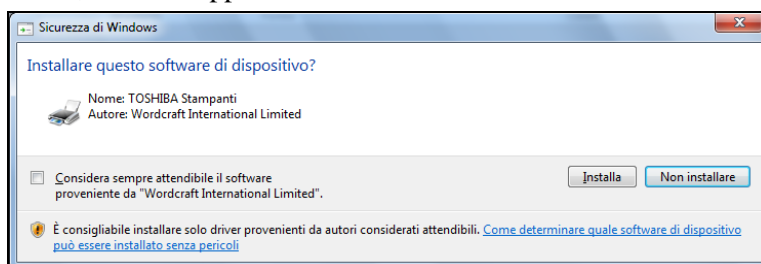 Sicurezza di Windows
Installare questo software di dispositivo?
Nome: TOSHIBA Stampanti
Autore: Wordcraft International Limited
Considera sempre attendibile il software
proveniente da "Wordcraft International Limited".
Installa
Non installare
È consigliabile installare solo driver provenienti da autori considerati attendibili. Come determinare quale software di dispositivo
può essere installato senza pericoli